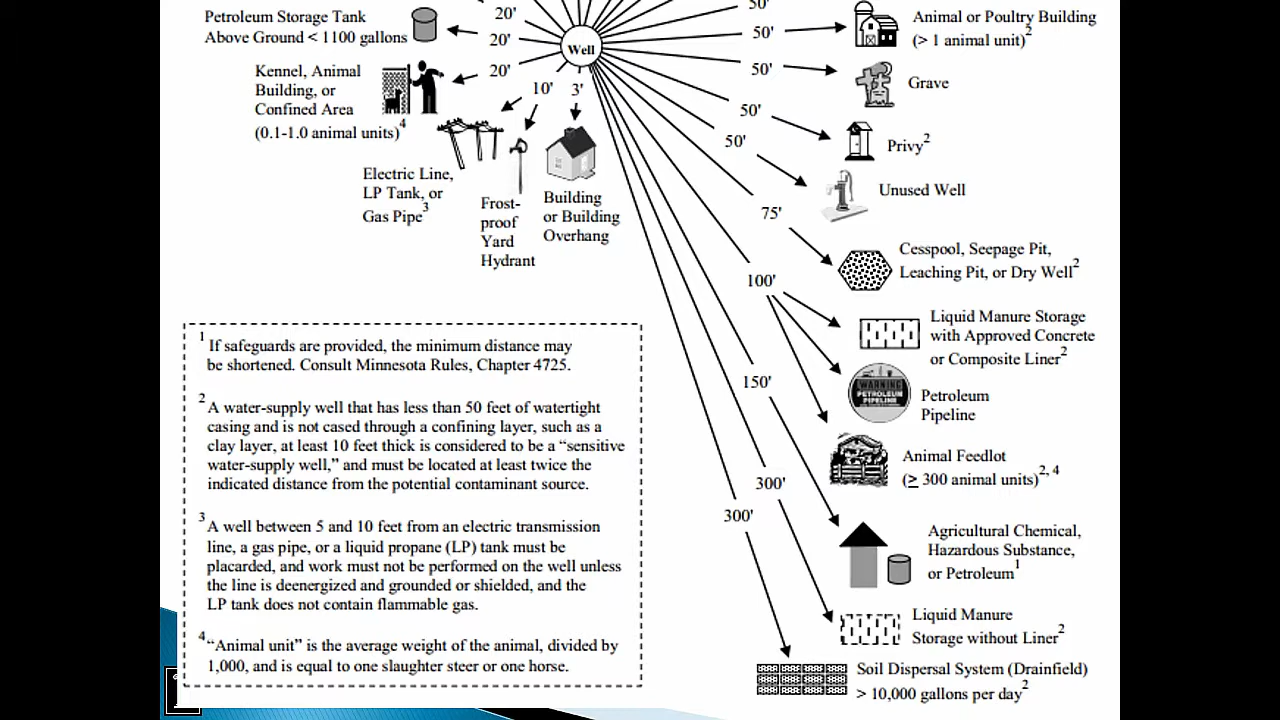 50'
20'
Petroleum Storage Tank
Above Ground < 1100 gallons
20'
Well
50'
Animal or Poultry Building
(> 1 animal unit)2
Kennel, Animal
Building, or
Confined Area
(0.1-1.0 animal units)4
20'
50'
Grave
10'
3'
50'
Privy2
50'
Unused Well
Electric Line,
LP Tank, or
Gas Pipe3
Frost-
proof
Yard
Hydrant
Building
or Building
Overhang
75'
Cesspool, Seepage Pit,
Leaching Pit, or Dry Well2
100'
Liquid Manure Storage
with Approved Concrete
or Composite Liner2
WARNING
PETROLEUM
PIPELINE
Petroleum
Pipeline
150'
Animal Feedlot
(≥ 300 animal units)2, 4
300'
300'
Agricultural Chemical,
Hazardous Substance,
or Petroleum1
Liquid Manure
Storage without Liner2
Soil Dispersal System (Drainfield)
> 10,000 gallons per day2
1 If safeguards are provided, the minimum distance may
be shortened. Consult Minnesota Rules, Chapter 4725.
2 A water-supply well that has less than 50 feet of watertight
casing and is not cased through a confining layer, such as a
clay layer, at least 10 feet thick is considered to be a “sensitive
water-supply well,” and must be located at least twice the
indicated distance from the potential contaminant source.
3 A well between 5 and 10 feet from an electric transmission
line, a gas pipe, or a liquid propane (LP) tank must be
placarded, and work must not be performed on the well unless
the line is deenergized and grounded or shielded, and the
LP tank does not contain flammable gas.
4 “Animal unit” is the average weight of the animal, divided by
1,000, and is equal to one slaughter steer or one horse.